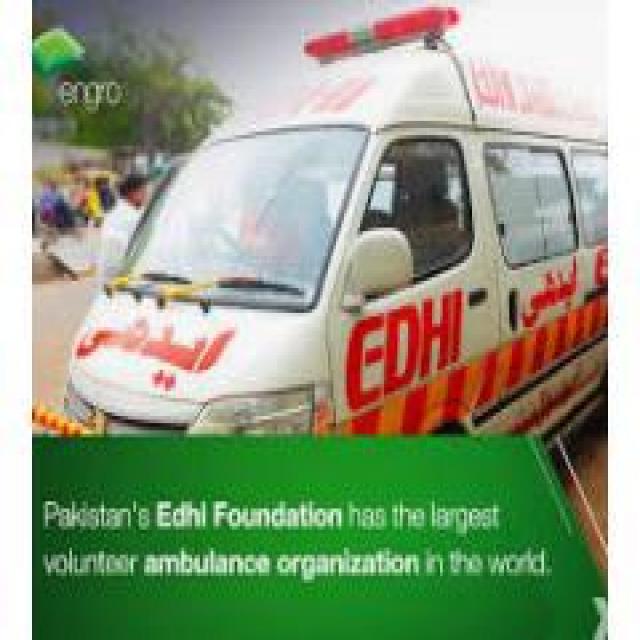 engro
EDHI
ایدھی
ایدھی
Pakistan's Edhi Foundation has the largest
volunteer ambulance organization in the world.